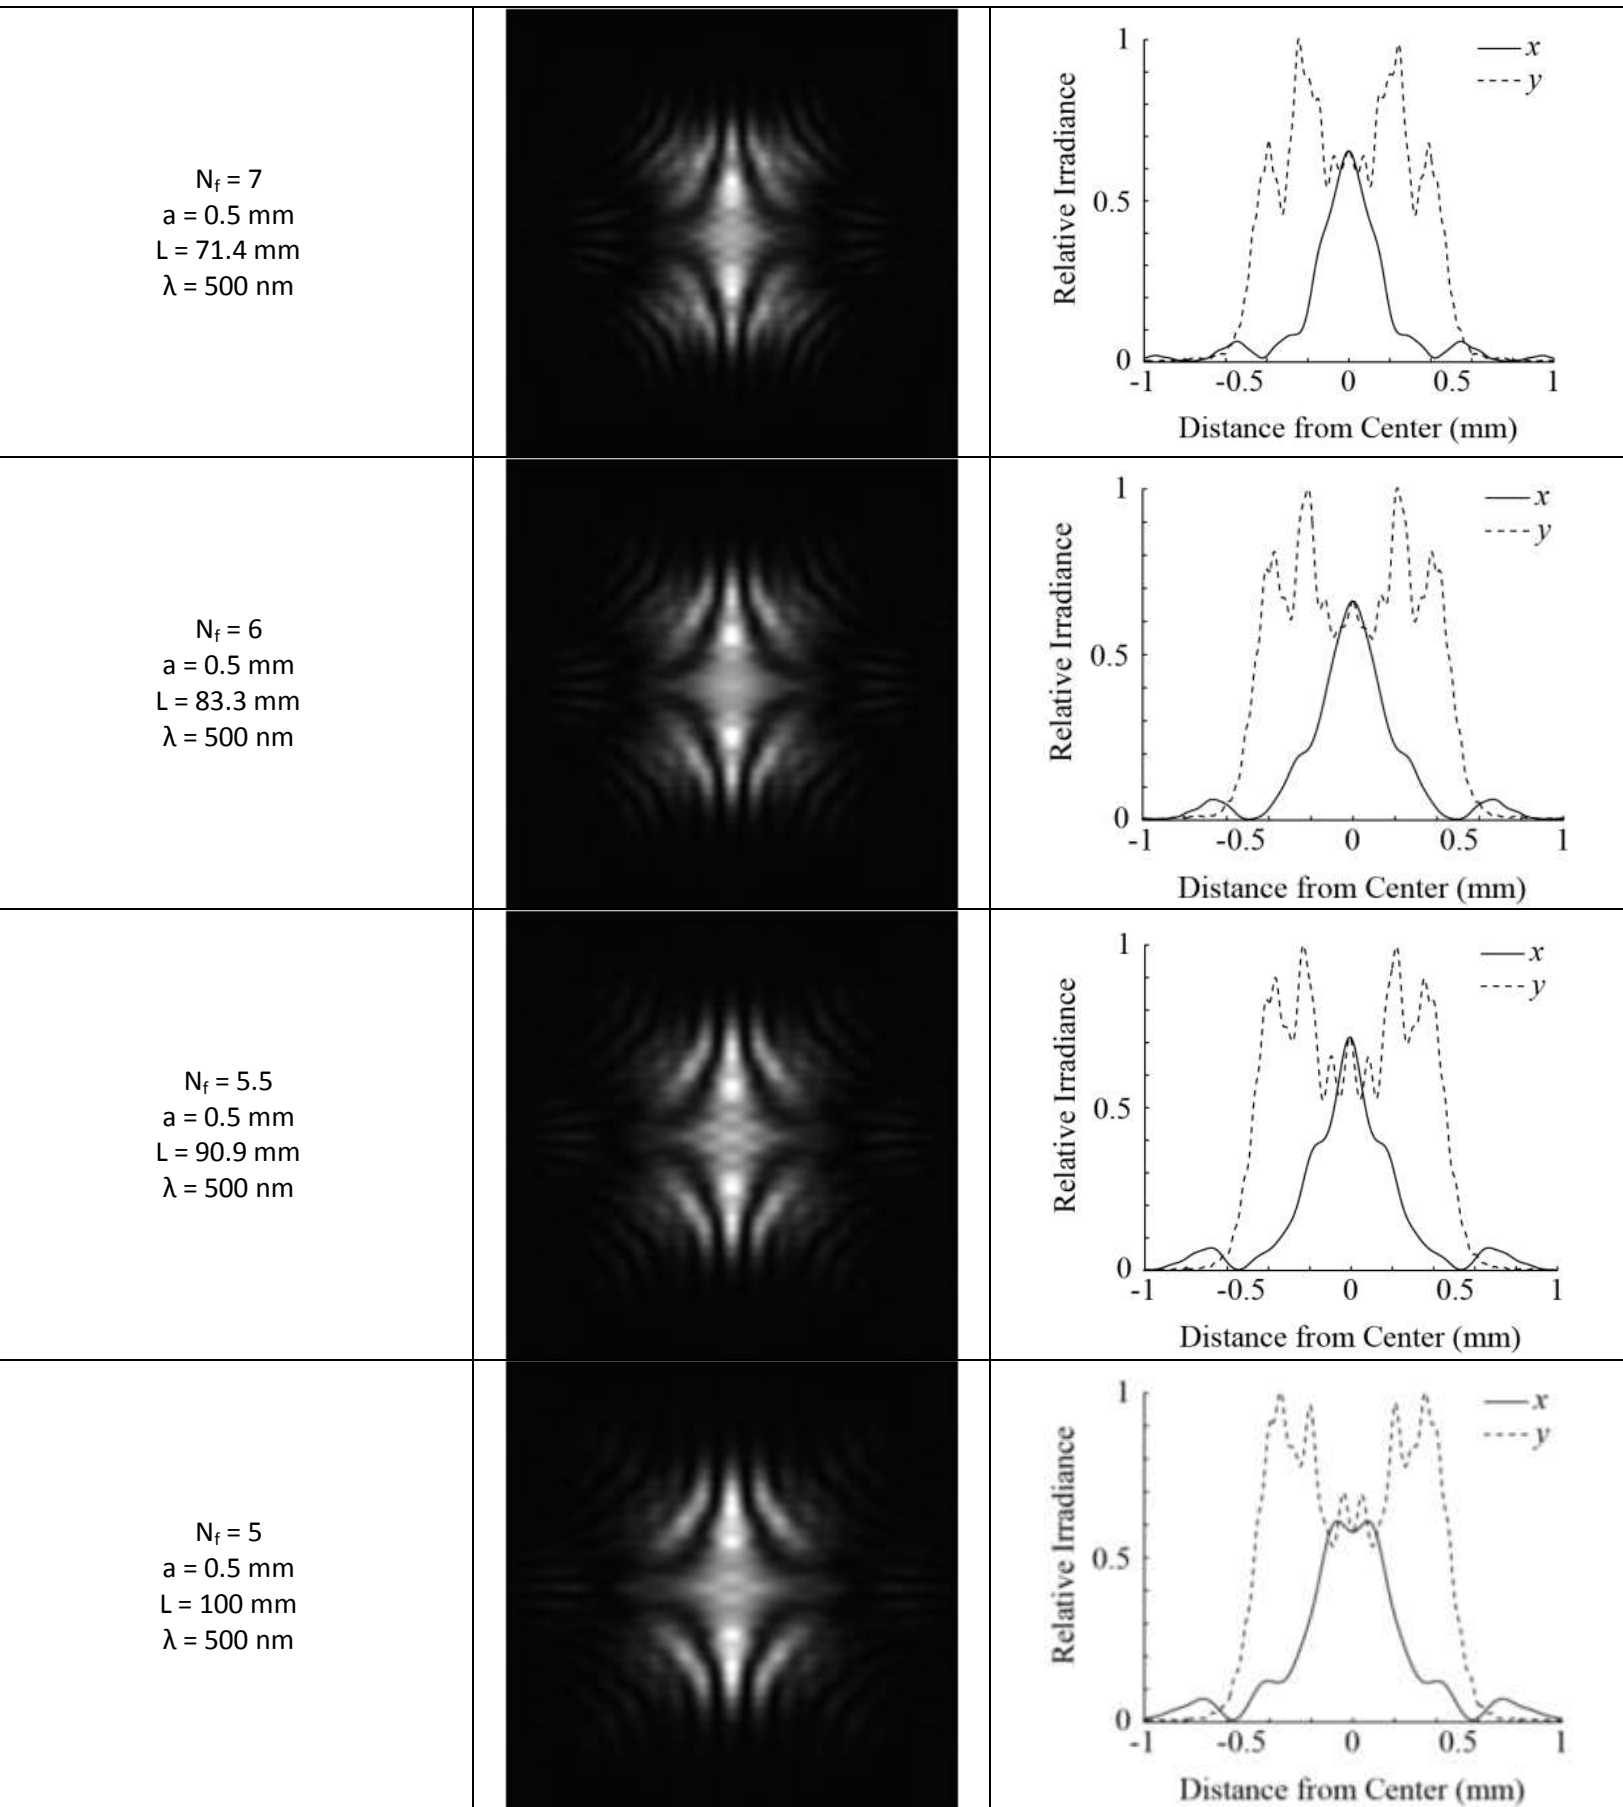 N_f = 7
a = 0.5 mm
L = 71.4 mm
λ = 500 nm
1
0.5
0
-1
-0.5
0
0.5
1
x
y
Relative Irradiance
Distance from Center (mm)
N_f = 6
a = 0.5 mm
L = 83.3 mm
λ = 500 nm
1
0.5
0
-1
-0.5
0
0.5
1
x
y
Relative Irradiance
Distance from Center (mm)
N_f = 5.5
a = 0.5 mm
L = 90.9 mm
λ = 500 nm
1
0.5
0
-1
-0.5
0
0.5
1
x
y
Relative Irradiance
Distance from Center (mm)
N_f = 5
a = 0.5 mm
L = 100 mm
λ = 500 nm
1
0.5
0
-1
-0.5
0
0.5
1
x
y
Relative Irradiance
Distance from Center (mm)